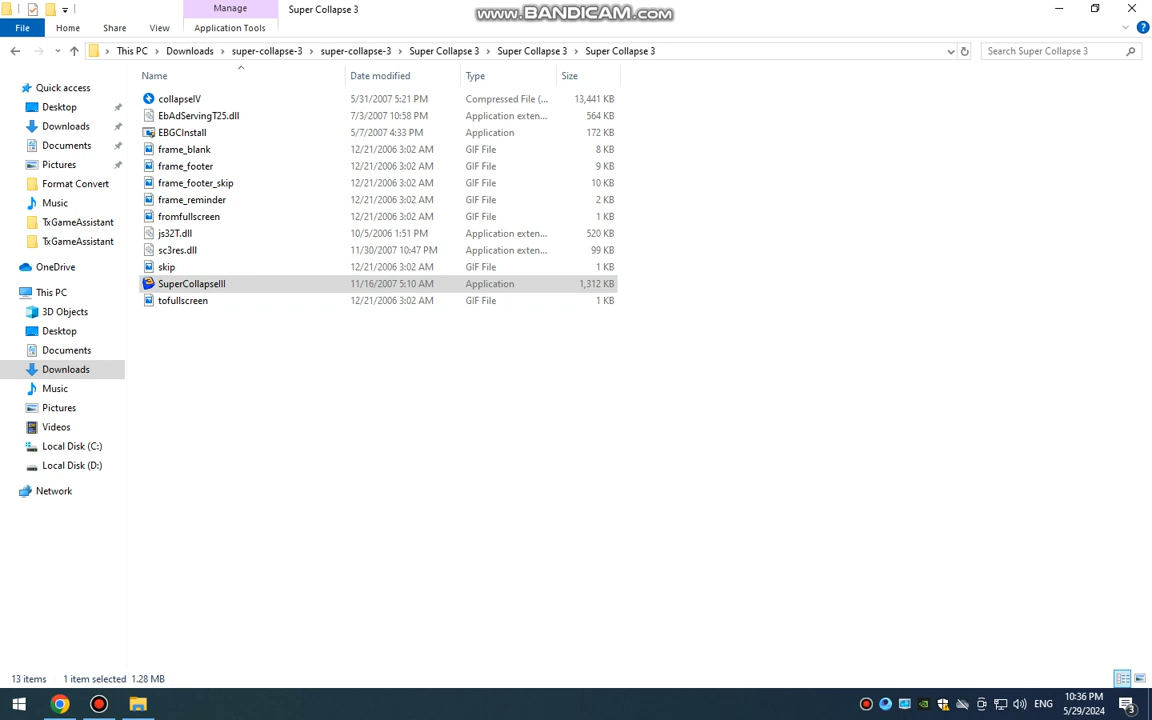 Manage
Super Collapse 3
www.BANDICAM.com
File
Home
Share
View
Application Tools
This PC > Downloads > super-collapse-3 > super-collapse-3 > Super Collapse 3 > Super Collapse 3 > Super Collapse 3
Search Super Collapse 3
Name
Date modified
Type
Size
Quick access
Desktop
Downloads
Documents
Pictures
Format Convert
Music
TxGameAssistant
TxGameAssistant
OneDrive
This PC
3D Objects
Desktop
Documents
Downloads
Music
Pictures
Videos
Local Disk (C:)
Local Disk (D:)
Network
collapseIV 5/31/2007 5:21 PM Compressed File (... 13,441 KB
EbAdServingT25.dll 7/3/2007 10:58 PM Application exten... 564 KB
EBGCInstall 5/7/2007 4:33 PM Application 172 KB
frame_blank 12/21/2006 3:02 AM GIF File 8 KB
frame_footer 12/21/2006 3:02 AM GIF File 9 KB
frame_footer_skip 12/21/2006 3:02 AM GIF File 10 KB
frame_reminder 12/21/2006 3:02 AM GIF File 2 KB
fromfullscreen 12/21/2006 3:02 AM GIF File 1 KB
js32T.dll 10/5/2006 1:51 PM Application exten... 520 KB
sc3res.dll 11/30/2007 10:47 PM Application exten... 99 KB
skip 12/21/2006 3:02 AM GIF File 1 KB
SuperCollapseIII 11/16/2007 5:10 AM Application 1,312 KB
tofullscreen 12/21/2006 3:02 AM GIF File 1 KB
13 items
1 item selected 1.28 MB
ENG
10:36 PM
5/29/2024
3